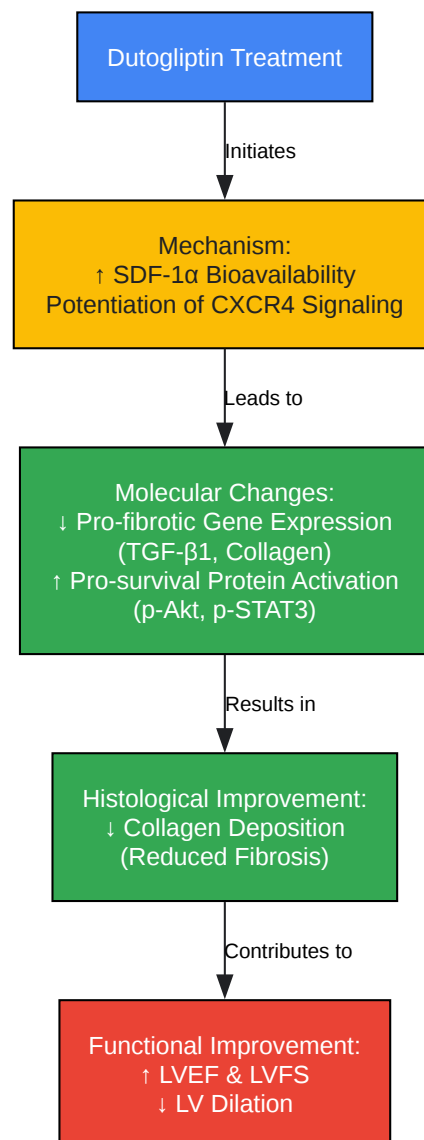 Dutogliptin Treatment
Initiates
Mechanism:
↑ SDF-1α Bioavailability
Potentiation of CXCR4 Signaling
Leads to
Molecular Changes:
↓ Pro-fibrotic Gene Expression
(TGF-β1, Collagen)
↑ Pro-survival Protein Activation
(p-Akt, p-STAT3)
Results in
Histological Improvement:
↓ Collagen Deposition
(Reduced Fibrosis)
Contributes to
Functional Improvement:
↑ LVEF & LVFS
↓ LV Dilation